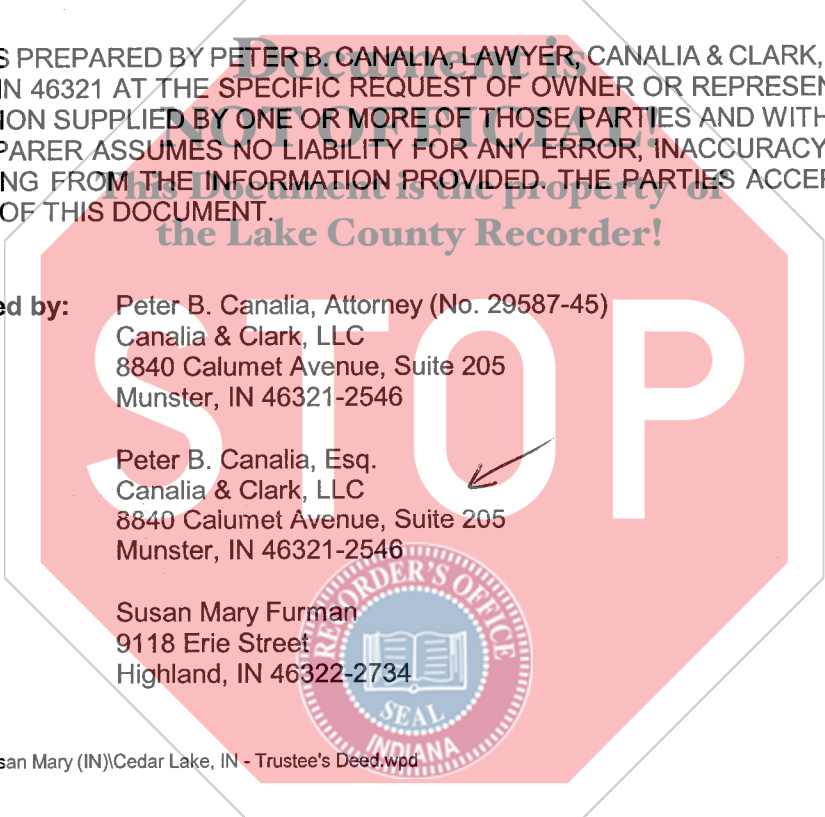 Document is
S PREPARED BY PETER B. CANALIA, LAWYER, CANALIA & CLARK,
IN 46321 AT THE SPECIFIC REQUEST OF OWNER OR REPRESEN
NOT OFFICIAL!
ION SUPPLIED BY ONE OR MORE OF THOSE PARTIES AND WITH
PARER ASSUMES NO LIABILITY FOR ANY ERROR, INACCURACY
This Document is the property of
NG FROM THE INFORMATION PROVIDED. THE PARTIES ACCEP
OF THIS DOCUMENT.
the Lake County Recorder!
ed by: Peter B. Canalia, Attorney (No. 29587-45)
Canalia & Clark, LLC
8840 Calumet Avenue, Suite 205
Munster, IN 46321-2546
STOP
Peter B. Canalia, Esq.
Canalia & Clark, LLC
8840 Calumet Avenue, Suite 205
Munster, IN 46321-2546
Susan Mary Furman
9118 Erie Street
Highland, IN 46322-2734
RECORDER'S OFFICE
SEAL
INDIANA
san Mary (IN)\Cedar Lake, IN - Trustee's Deed.wpd